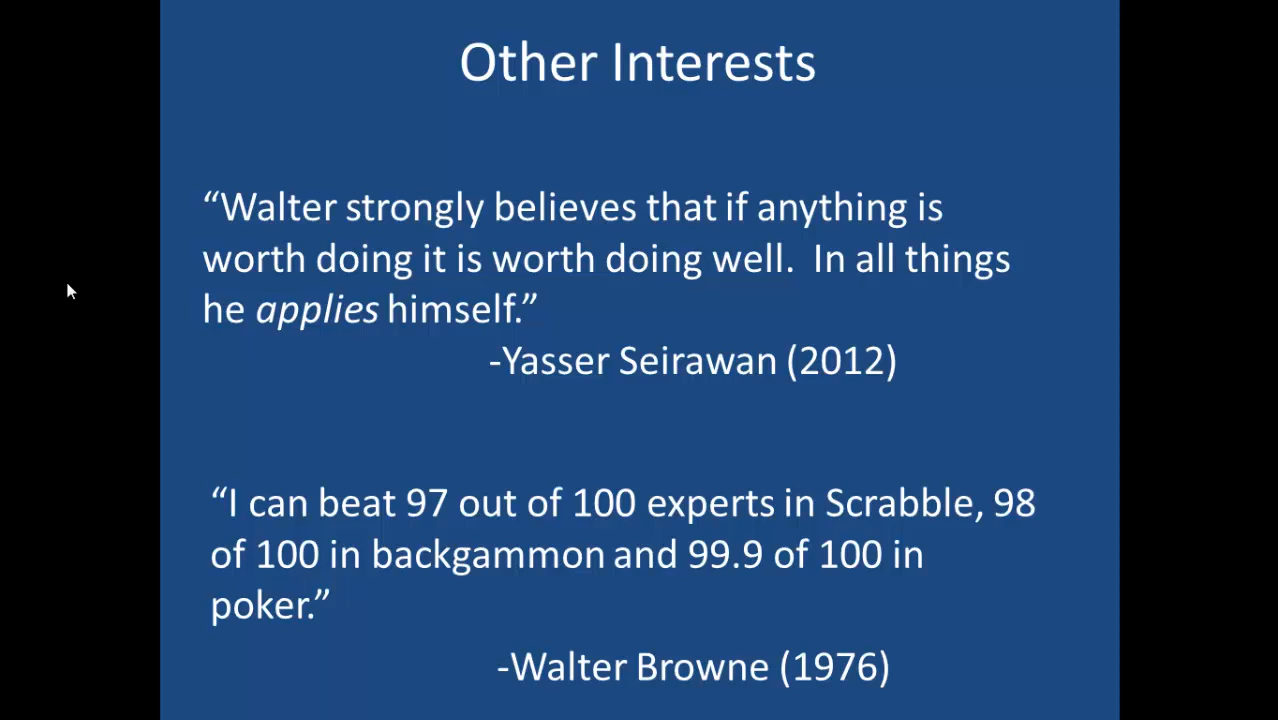 Other Interests
“Walter strongly believes that if anything is
worth doing it is worth doing well.  In all things
he applies himself.”
-Yasser Seirawan (2012)
“I can beat 97 out of 100 experts in Scrabble, 98
of 100 in backgammon and 99.9 of 100 in
poker.”
-Walter Browne (1976)